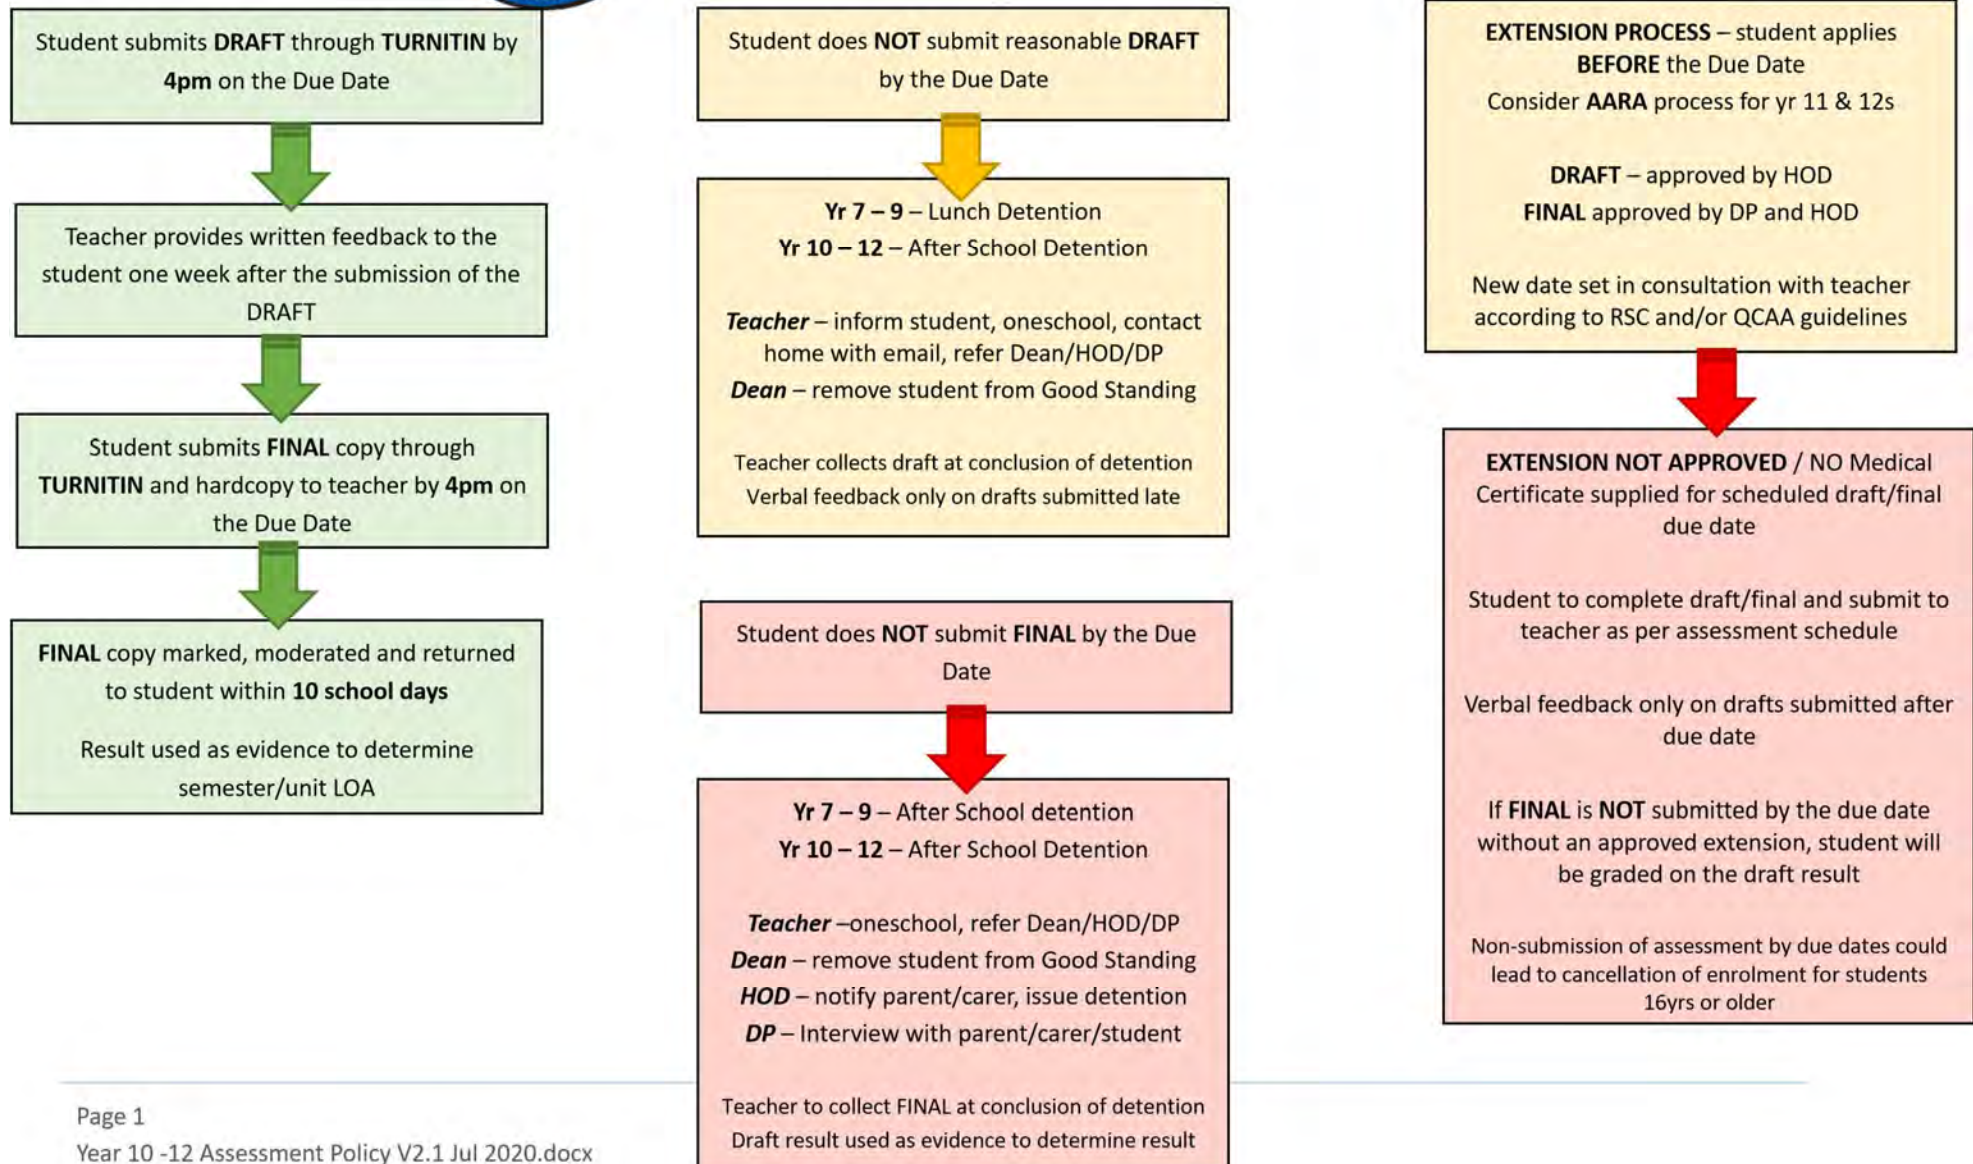 Student submits DRAFT through TURNITIN by
4pm on the Due Date
Teacher provides written feedback to the
student one week after the submission of the
DRAFT
Student submits FINAL copy through
TURNITIN and hardcopy to teacher by 4pm on
the Due Date
FINAL copy marked, moderated and returned
to student within 10 school days
Result used as evidence to determine
semester/unit LOA
Student does NOT submit reasonable DRAFT
by the Due Date
Yr 7 – 9 – Lunch Detention
Yr 10 – 12 – After School Detention
Teacher – inform student, oneschool, contact
home with email, refer Dean/HOD/DP
Dean – remove student from Good Standing
Teacher collects draft at conclusion of detention
Verbal feedback only on drafts submitted late
Student does NOT submit FINAL by the Due
Date
Yr 7 – 9 – After School detention
Yr 10 – 12 – After School Detention
Teacher –oneschool, refer Dean/HOD/DP
Dean – remove student from Good Standing
HOD – notify parent/carer, issue detention
DP – Interview with parent/carer/student
Teacher to collect FINAL at conclusion of detention
Draft result used as evidence to determine result
EXTENSION PROCESS – student applies
BEFORE the Due Date
Consider AARA process for yr 11 & 12s
DRAFT – approved by HOD
FINAL approved by DP and HOD
New date set in consultation with teacher
according to RSC and/or QCAA guidelines
EXTENSION NOT APPROVED / NO Medical
Certificate supplied for scheduled draft/final
due date
Student to complete draft/final and submit to
teacher as per assessment schedule
Verbal feedback only on drafts submitted after
due date
If FINAL is NOT submitted by the due date
without an approved extension, student will
be graded on the draft result
Non-submission of assessment by due dates could
lead to cancellation of enrolment for students
16yrs or older
Page 1
Year 10 -12 Assessment Policy V2.1 Jul 2020.docx